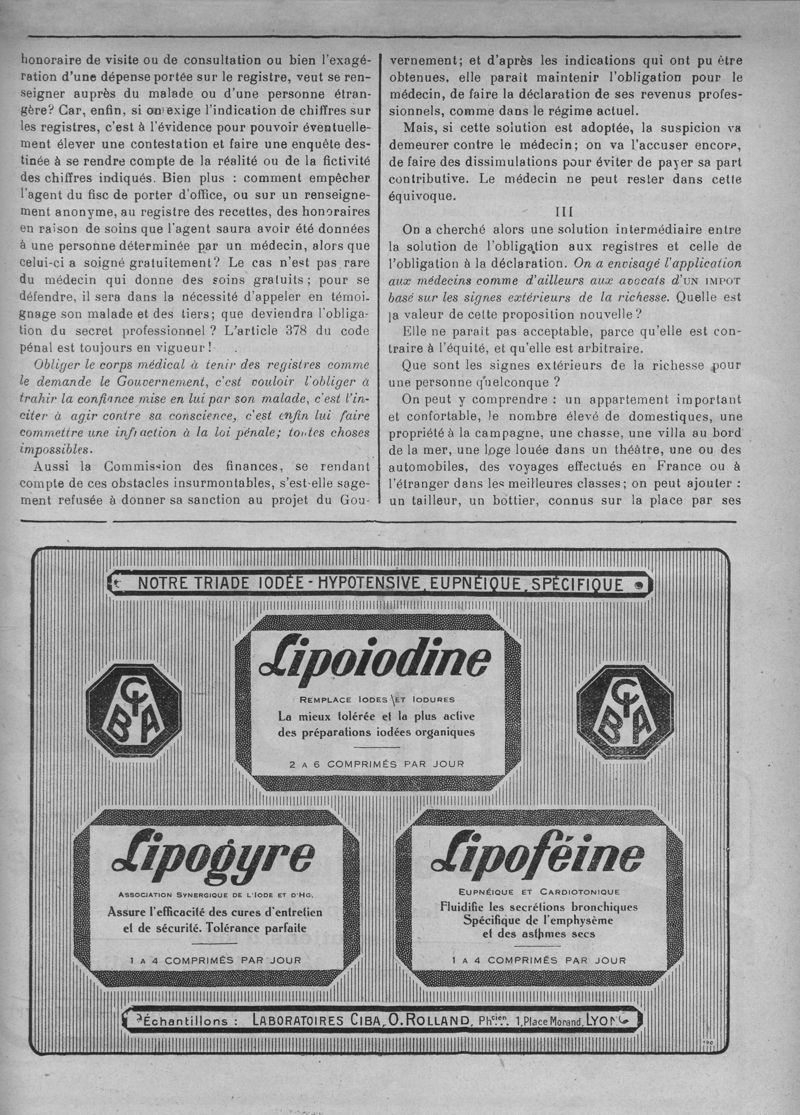 honoraire de visite ou de consultation ou bien l'exagé-
ration d'une dépense portée sur le registre, veut se ren-
seigner auprès du malade ou d'une personne étran-
gère? Car, enfin, si on exige l'indication de chiffres sur
les registres, c'est à l'évidence pour pouvoir éventuelle-
ment élever une contestation et faire une enquête des-
tinée à se rendre compte de la réalité ou de la fictivité
des chiffres indiqués. Bien plus : comment empêcher
l'agent du fisc de porter d'office, ou sur un renseigne-
ment anonyme, au registre des recettes, des honoraires
en raison de soins que l'agent saura avoir été données
à une personne déterminée par un médecin, alors que
celui-ci a soigné gratuitement? Le cas n'est pas rare
du médecin qui donne des soins gratuits; pour se
défendre, il sera dans la nécessité d'appeler en témoi-
gnage son malade et des tiers; que deviendra l'obliga-
tion du secret professionnel? L'article 378 du code
pénal est toujours en vigueur!
Obliger le corps médical à tenir des registres comme
le demande le Gouvernement, c'est vouloir l'obliger à
trahir la confiance mise en lui par son malade, c'est l'in-
citer à agir contre sa conscience, c'est enfin lui faire
commettre une infraction à la loi pénale; toutes choses
impossibles.
Aussi la Commission des finances, se rendant
compte de ces obstacles insurmontables, s'est-elle sage-
ment refusée à donner sa sanction au projet du Gou-
vernement; et d'après les indications qui ont pu être
obtenues, elle parait maintenir l'obligation pour le
médecin, de faire la déclaration de ses revenus profes-
sionnels, comme dans le régime actuel.
Mais, si cette solution est adoptée, la suspicion va
demeurer contre le médecin; on va l'accuser encore,
de faire des dissimulations pour éviter de payer sa part
contributive. Le médecin ne peut rester dans cette
équivoque.
III
On a cherché alors une solution intermédiaire entre
la solution de l'obligation aux registres et celle de
l'obligation à la déclaration. On a envisagé l'application
aux médecins comme d'ailleurs aux avocats d'UN IMPOT
basé sur les signes extérieurs de la richesse. Quelle est
la valeur de cette proposition nouvelle?
Elle ne parait pas acceptable, parce qu'elle est con-
traire à l'équité, et qu'elle est arbitraire.
Que sont les signes extérieurs de la richesse pour
une personne quelconque ?
On peut y comprendre : un appartement important
et confortable, le nombre élevé de domestiques, une
propriété à la campagne, une chasse, une villa au bord
de la mer, une loge louée dans un théâtre, une ou des
automobiles, des voyages effectués en France ou à
l'étranger dans les meilleures classes; on peut ajouter :
un tailleur, un bottier, connus sur la place par ses
NOTRE TRIADE IODÉE - HYPOTENSIVE, EUPNÉIQUE, SPÉCIFIQUE
Lipoiodine
REMPLACE IODES ET IODURES
La mieux tolérée et la plus active
des préparations iodées organiques
2 A 6 COMPRIMÉS PAR JOUR
CIBA
CIBA
Lipogyre
ASSOCIATION SYNERGIQUE DE L'IODE ET D'HG.
Assure l'efficacité des cures d'entretien
et de sécurité. Tolérance parfaite
1 A 4 COMPRIMÉS PAR JOUR
Lipoféine
EUPNÉIQUE ET CARDIOTONIQUE
Fluidifie les secrétions bronchiques
Spécifique de l'emphysème
et des asthmes secs
1 A 4 COMPRIMÉS PAR JOUR
Échantillons : LABORATOIRES CIBA, O. ROLLAND, Phcien, 1, Place Morand, LYON